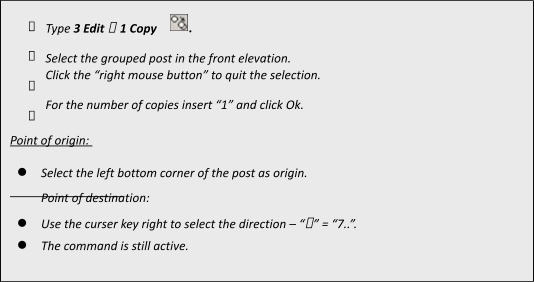 ▯ Type 3 Edit ▯ 1 Copy .
▯ Select the grouped post in the front elevation.
Click the “right mouse button” to quit the selection.
▯
For the number of copies insert “1” and click Ok.
▯
Point of origin:
● Select the left bottom corner of the post as origin.
Point of destination:
● Use the curser key right to select the direction – “▯” = “7..”.
● The command is still active.